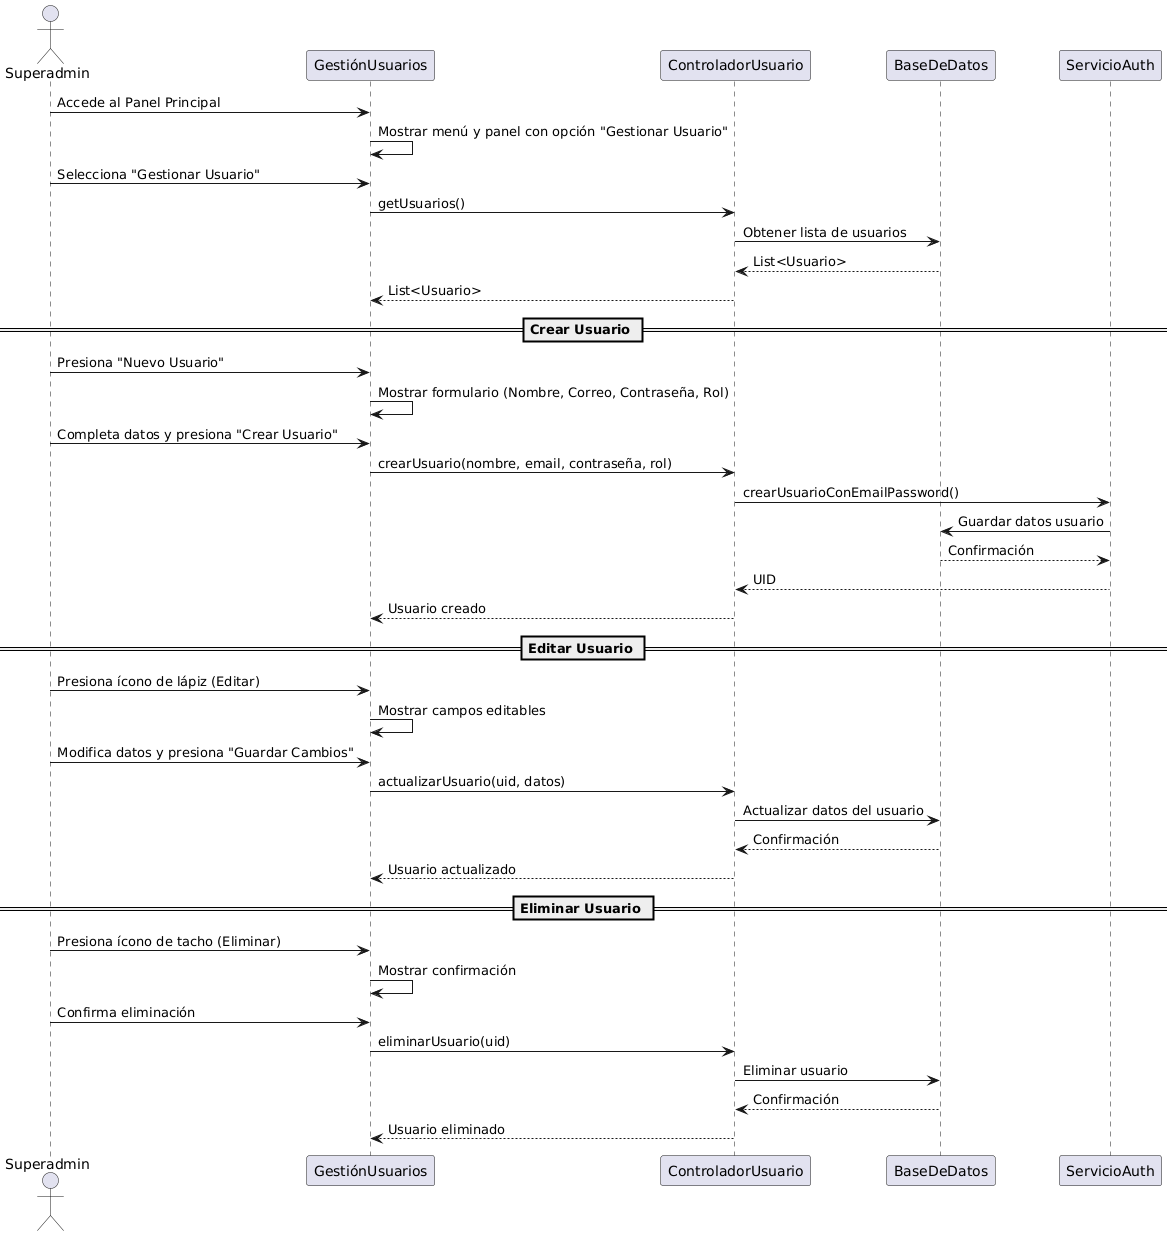 Superadmin
GestiónUsuarios
ControladorUsuario
BaseDeDatos
ServicioAuth
Accede al Panel Principal
Mostrar menú y panel con opción "Gestionar Usuario"
Selecciona "Gestionar Usuario"
getUsuarios()
Obtener lista de usuarios
List<Usuario>
List<Usuario>
Crear Usuario
Presiona "Nuevo Usuario"
Mostrar formulario (Nombre, Correo, Contraseña, Rol)
Completa datos y presiona "Crear Usuario"
crearUsuario(nombre, email, contraseña, rol)
crearUsuarioConEmailPassword()
Guardar datos usuario
Confirmación
UID
Usuario creado
Editar Usuario
Presiona ícono de lápiz (Editar)
Mostrar campos editables
Modifica datos y presiona "Guardar Cambios"
actualizarUsuario(uid, datos)
Actualizar datos del usuario
Confirmación
Usuario actualizado
Eliminar Usuario
Presiona ícono de tacho (Eliminar)
Mostrar confirmación
Confirma eliminación
eliminarUsuario(uid)
Eliminar usuario
Confirmación
Usuario eliminado
Superadmin
GestiónUsuarios
ControladorUsuario
BaseDeDatos
ServicioAuth